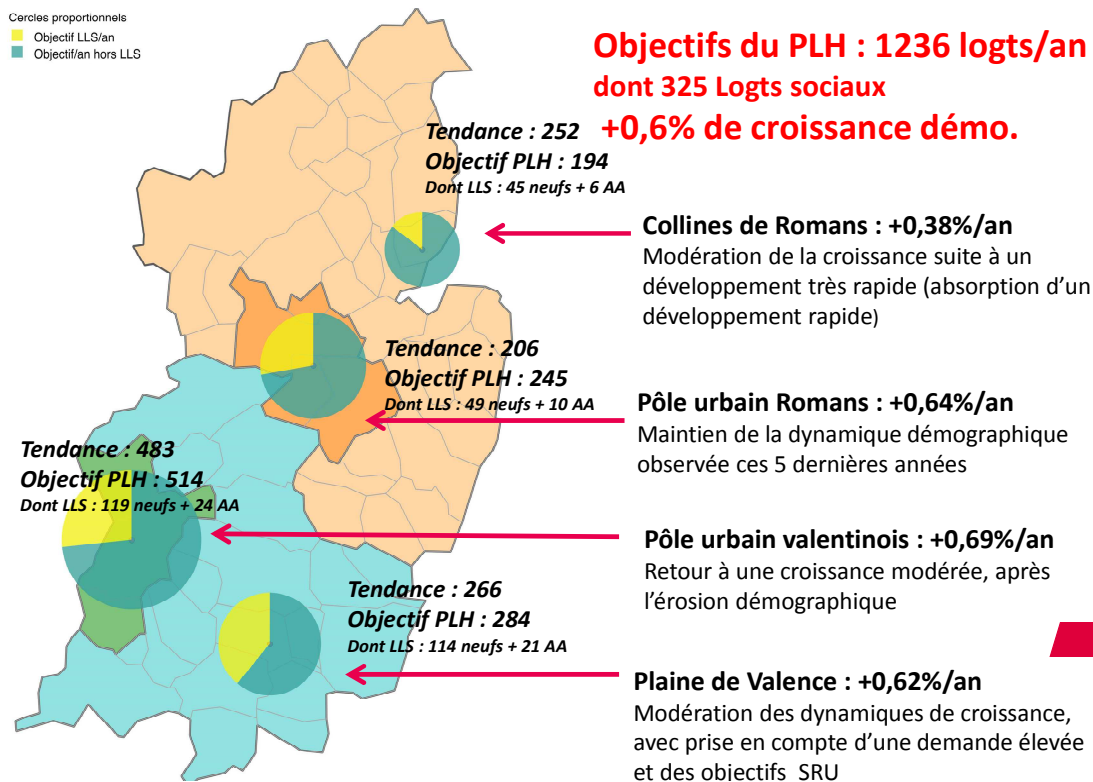 Cercles proportionnels
Objectif LLS/an
Objectif/an hors LLS
Objectifs du PLH : 1236 logts/an
dont 325 Logts sociaux
+0,6% de croissance démo.
Tendance : 252
Objectif PLH : 194
Dont LLS : 45 neufs + 6 AA
Collines de Romans : +0,38%/an
Modération de la croissance suite à un
développement très rapide (absorption d’un
développement rapide)
Tendance : 206
Objectif PLH : 245
Dont LLS : 49 neufs + 10 AA
Pôle urbain Romans : +0,64%/an
Maintien de la dynamique démographique
observée ces 5 dernières années
Tendance : 483
Objectif PLH : 514
Dont LLS : 119 neufs + 24 AA
Pôle urbain valentinois : +0,69%/an
Retour à une croissance modérée, après
l’érosion démographique
Tendance : 266
Objectif PLH : 284
Dont LLS : 114 neufs + 21 AA
Plaine de Valence : +0,62%/an
Modération des dynamiques de croissance,
avec prise en compte d’une demande élevée
et des objectifs SRU